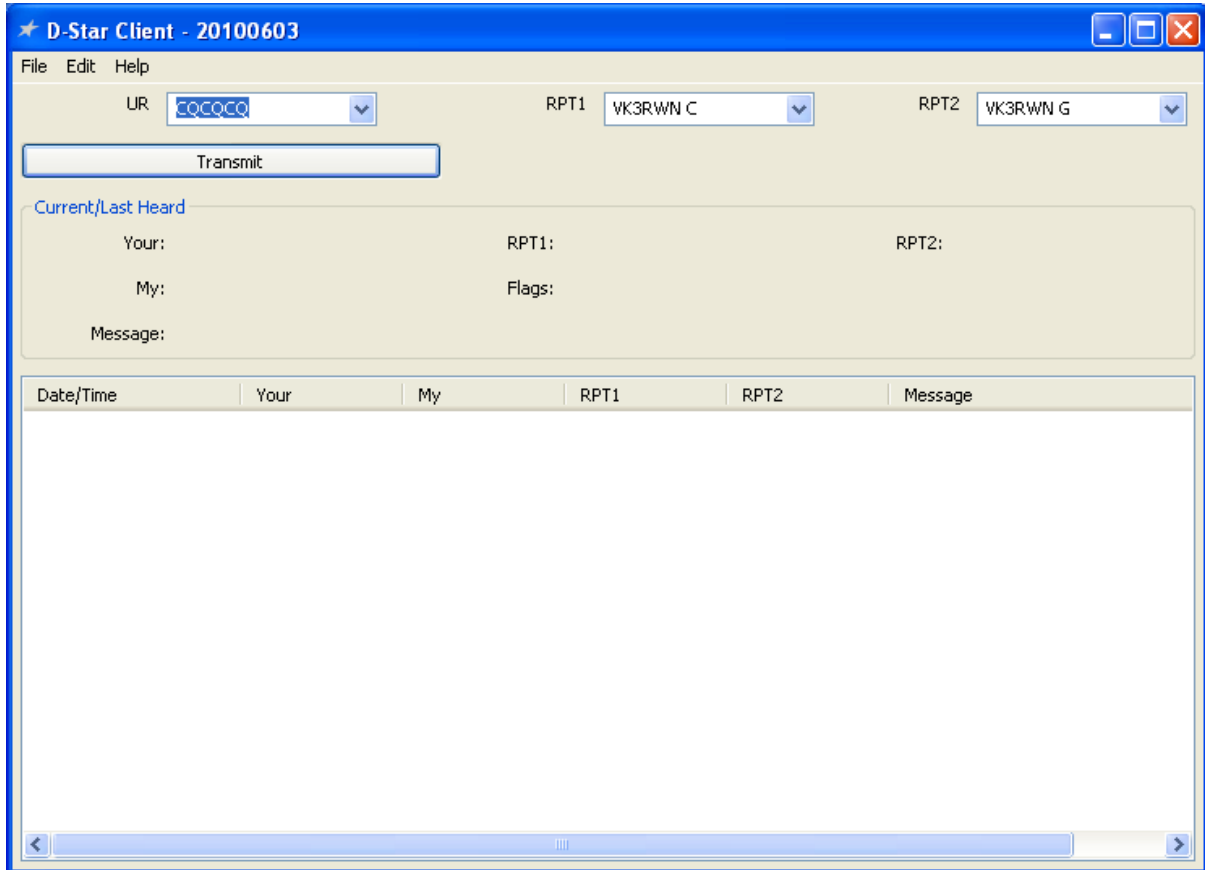 D-Star Client - 20100603
File Edit Help
UR CQCQCQ RPT1 VK3RWN C RPT2 VK3RWN G
Transmit
Current/Last Heard
Your: RPT1: RPT2:
My: Flags:
Message:
Date/Time Your My RPT1 RPT2 Message